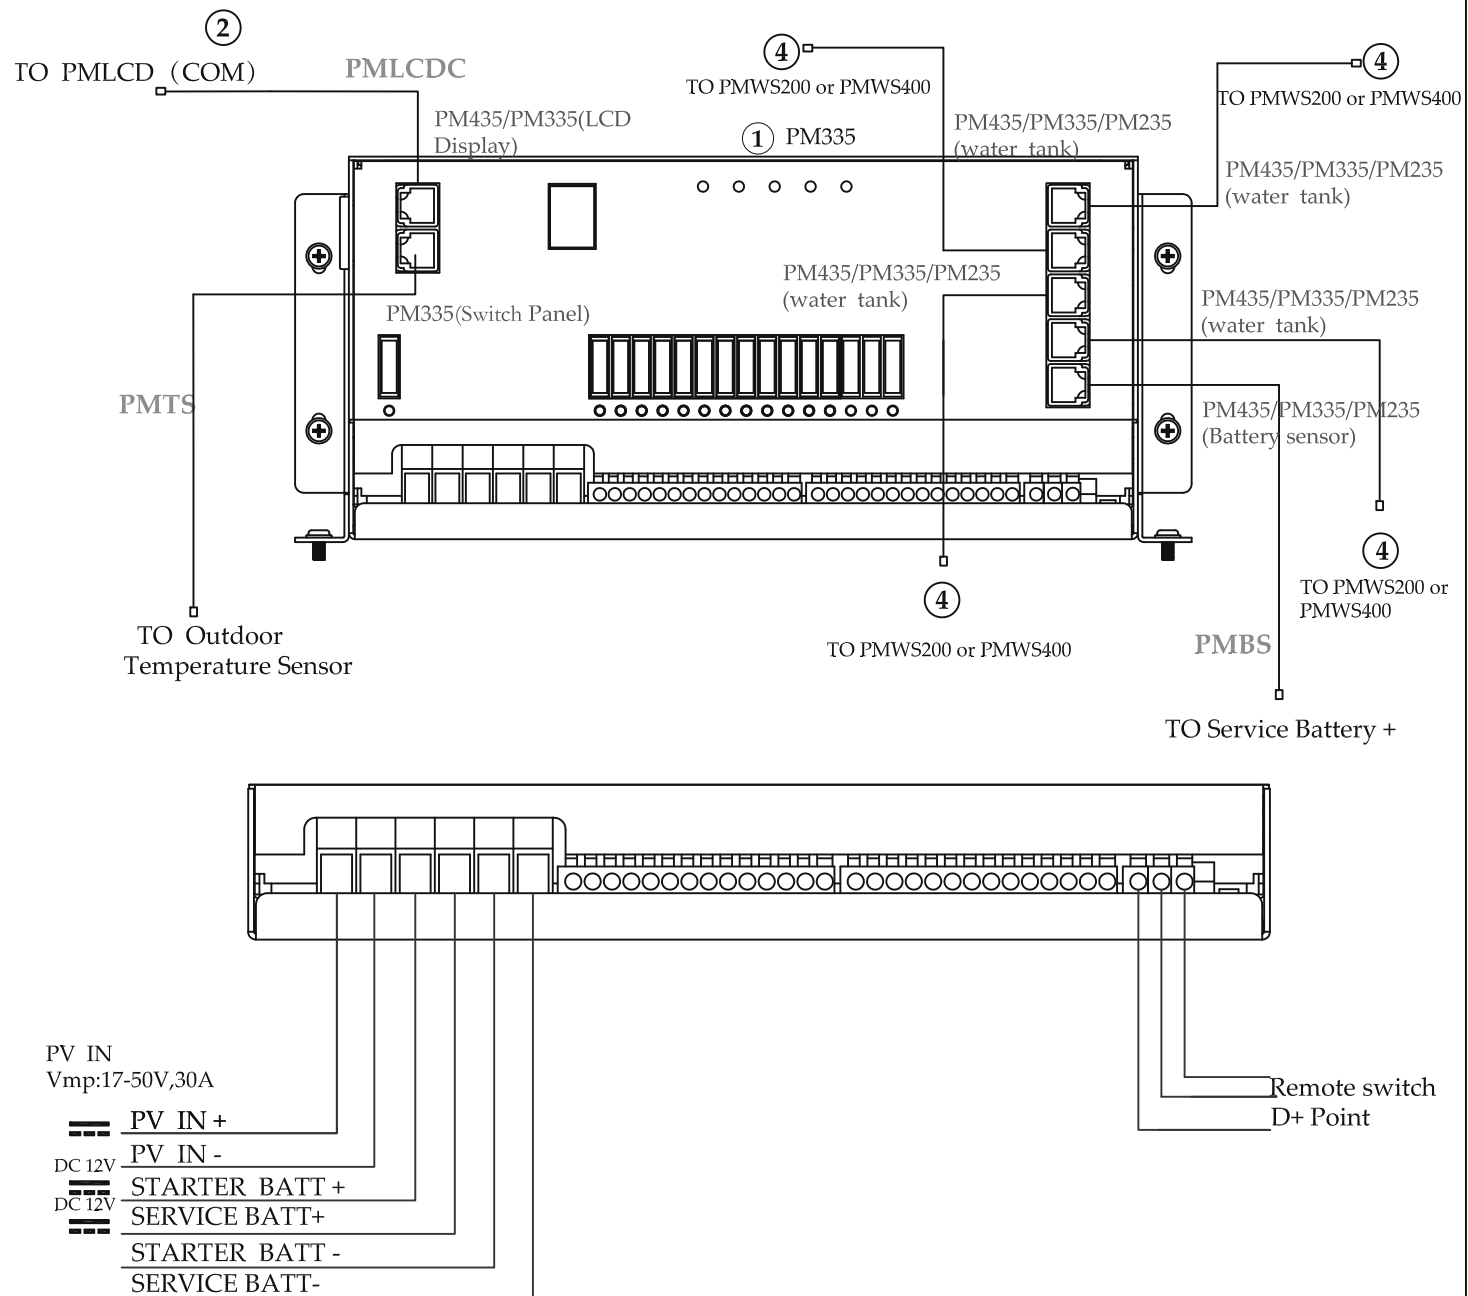 2
TO PMLCD (COM)
PMLCDC
PM435/PM335(LCD
Display)
4
TO PMWS200 or PMWS400
1 PM335
PM435/PM335/PM235
(water tank)
4
TO PMWS200 or PMWS400
PM435/PM335/PM235
(water tank)
PM435/PM335/PM235
(water tank)
PM335(Switch Panel)
PM435/PM335/PM235
(water tank)
PMTS
PM435/PM335/PM235
(Battery sensor)
4
TO PMWS200 or
PMWS400
4
TO PMWS200 or PMWS400
TO Outdoor
Temperature Sensor
PMBS
TO Service Battery +
PV IN
Vmp:17-50V,30A
PV IN +
PV IN -
DC 12V
STARTER BATT +
DC 12V
SERVICE BATT+
STARTER BATT -
SERVICE BATT-
Remote switch
D+ Point